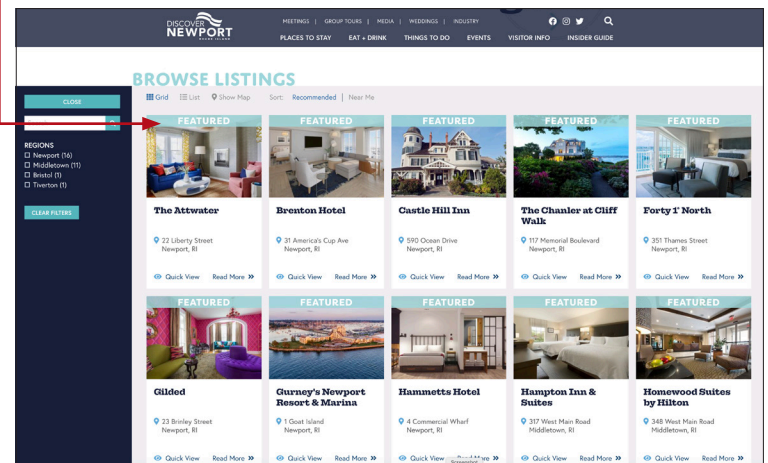 DISCOVER
NEWPORT
RHODE ISLAND
MEETINGS | GROUP TOURS | MEDIA | WEDDINGS | INDUSTRY
PLACES TO STAY EAT + DRINK THINGS TO DO EVENTS VISITOR INFO INSIDER GUIDE
BROWSE LISTINGS
Grid List Show Map Sort: Recommended | Near Me
CLOSE
REGIONS
Newport (16)
Middletown (11)
Bristol (1)
Tiverton (1)
CLEAR FILTERS
FEATURED
The Attwater
22 Liberty Street
Newport, RI
Quick View Read More »
FEATURED
Brenton Hotel
31 America's Cup Ave
Newport, RI
Quick View Read More »
FEATURED
Castle Hill Inn
590 Ocean Drive
Newport, RI
Quick View Read More »
FEATURED
The Chanler at Cliff
Walk
117 Memorial Boulevard
Newport, RI
Quick View Read More »
FEATURED
Forty 1° North
351 Thames Street
Newport, RI
Quick View Read More »
FEATURED
Gilded
23 Brinley Street
Newport, RI
Quick View Read More »
FEATURED
Gurney's Newport
Resort & Marina
1 Goat Island
Newport, RI
Quick View Read More »
FEATURED
Hammetts Hotel
4 Commercial Wharf
Newport, RI
Quick View Read More »
Screenshot
FEATURED
Hampton Inn &
Suites
317 West Main Road
Middletown, RI
Quick View Read More »
FEATURED
Homewood Suites
by Hilton
348 West Main Road
Middletown, RI
Quick View Read More »